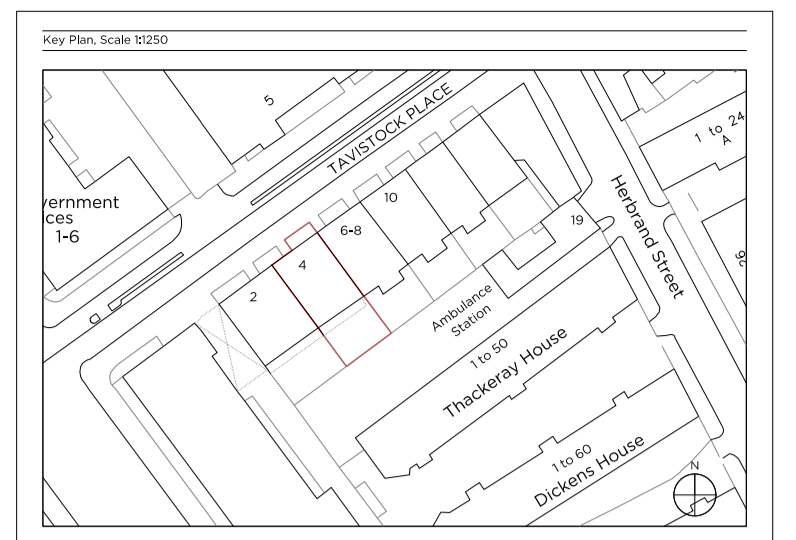 Key Plan, Scale 1:1250
5
TAVISTOCK PLACE
1 to 24
A
vernment
ices
1-6
10
6-8
4
2
19
Herbrand Street
26
Ambulance
Station
1 to 50
Thackeray House
1 to 60
Dickens House
N